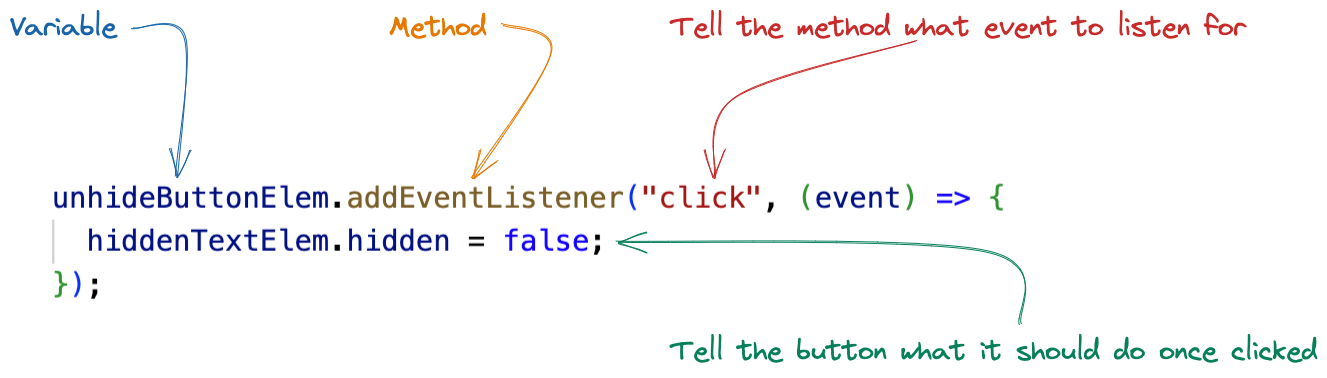 Variable Method Tell the method what event to listen for
unhideButtonElem.addEventListener("click", (event) => {
hiddenTextElem.hidden = false;
});
Tell the button what it should do once clicked